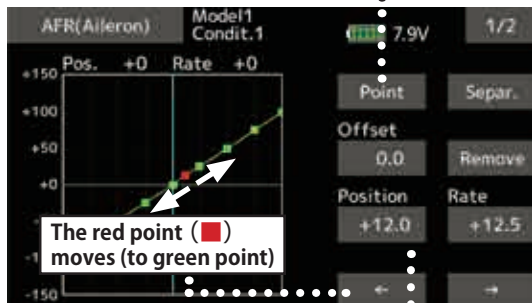 AFR(Aileron)
Model1
Condit.1
7.9V
1/2
Pos. +0 Rate +0
+150
+100
+50
+0
-150
Point
Separ.
Offset
0.0
Remove
Position
Rate
+12.0
+12.5
The red point (■)
moves (to green point)
←
→